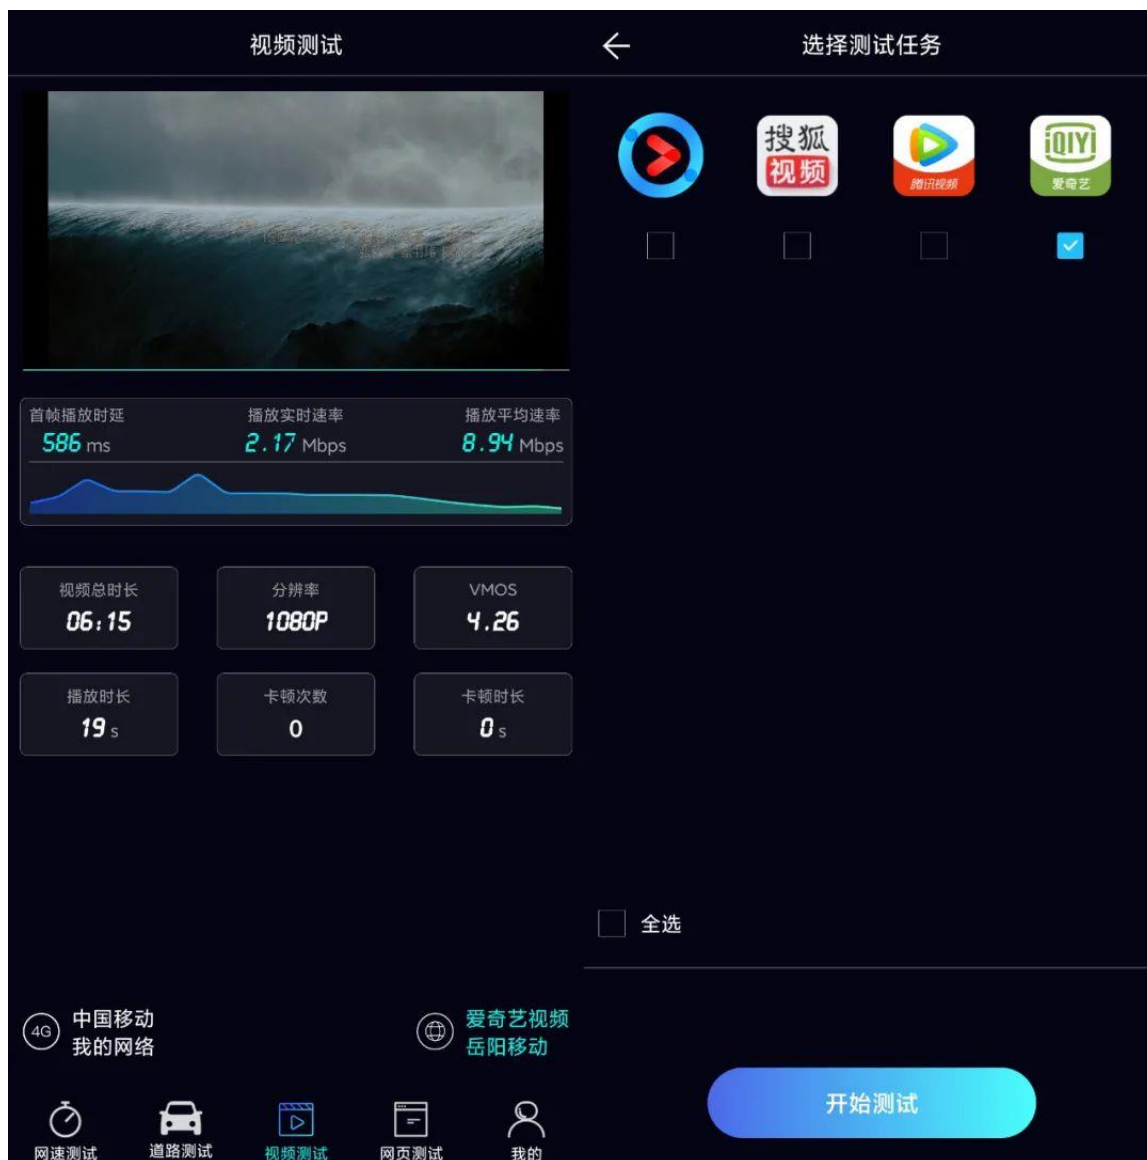 视频测试
首帧播放时延
播放实时速率
播放平均速率
586 ms
2.17 Mbps
8.94 Mbps
视频总时长
分辨率
VMOS
06:15
1080P
4.26
播放时长
卡顿次数
卡顿时长
19 s
0
0 s
4G
中国移动
我的网络
爱奇艺视频
岳阳移动
网速测试
道路测试
视频测试
网页测试
我的
选择测试任务
搜狐
视频
腾讯视频
iQIYI
爱奇艺
全选
开始测试